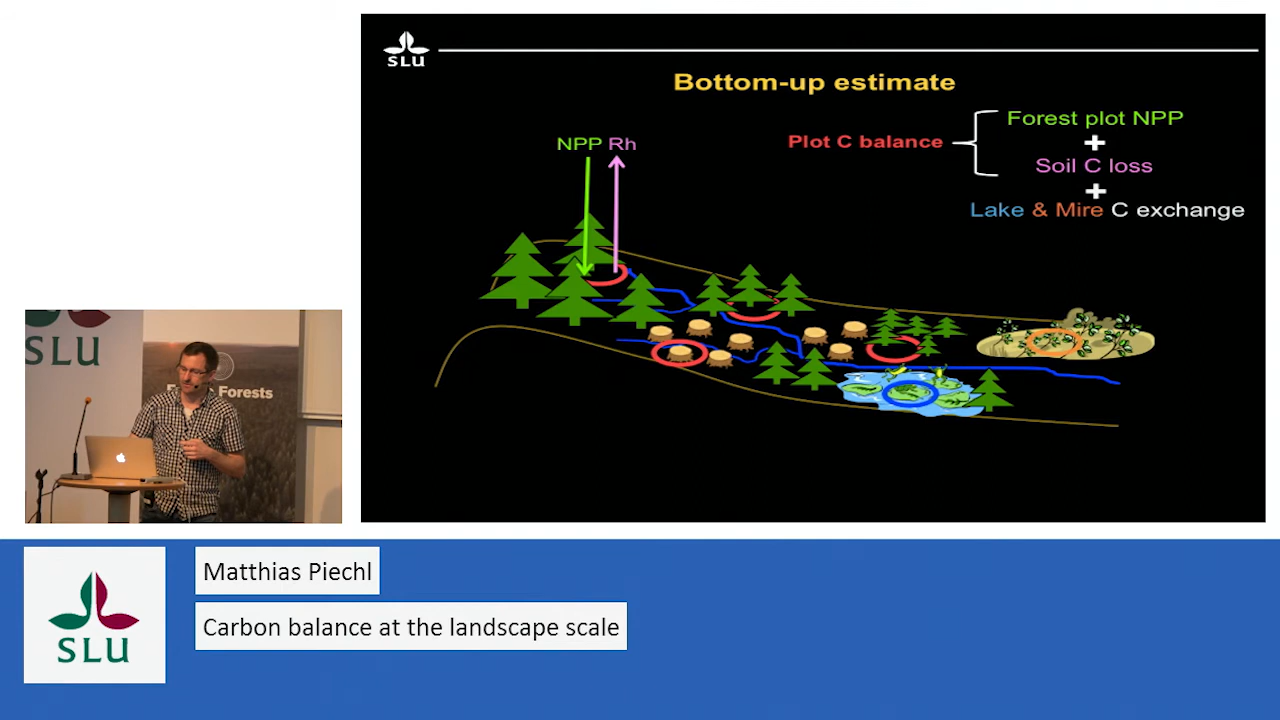 SLU
Bottom-up estimate
NPP Rh
Plot C balance
Forest plot NPP
+
Soil C loss
+
Lake & Mire C exchange
SLU
Forests
Matthias Piechl
Carbon balance at the landscape scale
SLU